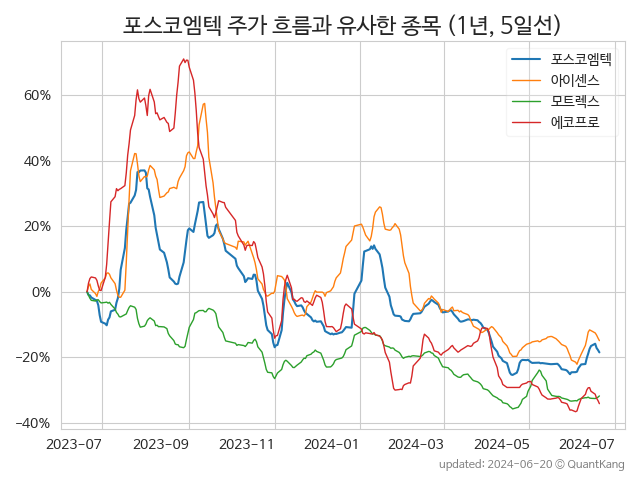 포스코엠텍 주가 흐름과 유사한 종목 (1년, 5일선)
포스코엠텍
아이센스
모트렉스
에코프로
60%
40%
20%
0%
−20%
−40%
2023-07 2023-09 2023-11 2024-01 2024-03 2024-05 2024-07
updated: 2024-06-20 © QuantKang